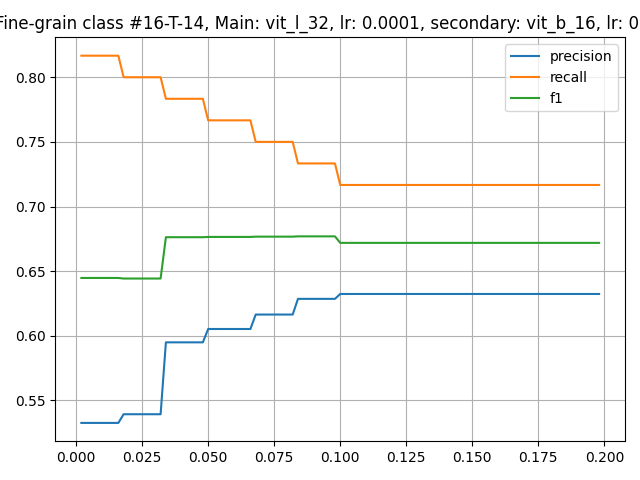 Fine-grain class #16-T-14, Main: vit_l_32, lr: 0.0001, secondary: vit_b_16, lr: 0
precision
recall
f1
0.80
0.75
0.70
0.65
0.60
0.55
0.000 0.025 0.050 0.075 0.100 0.125 0.150 0.175 0.200